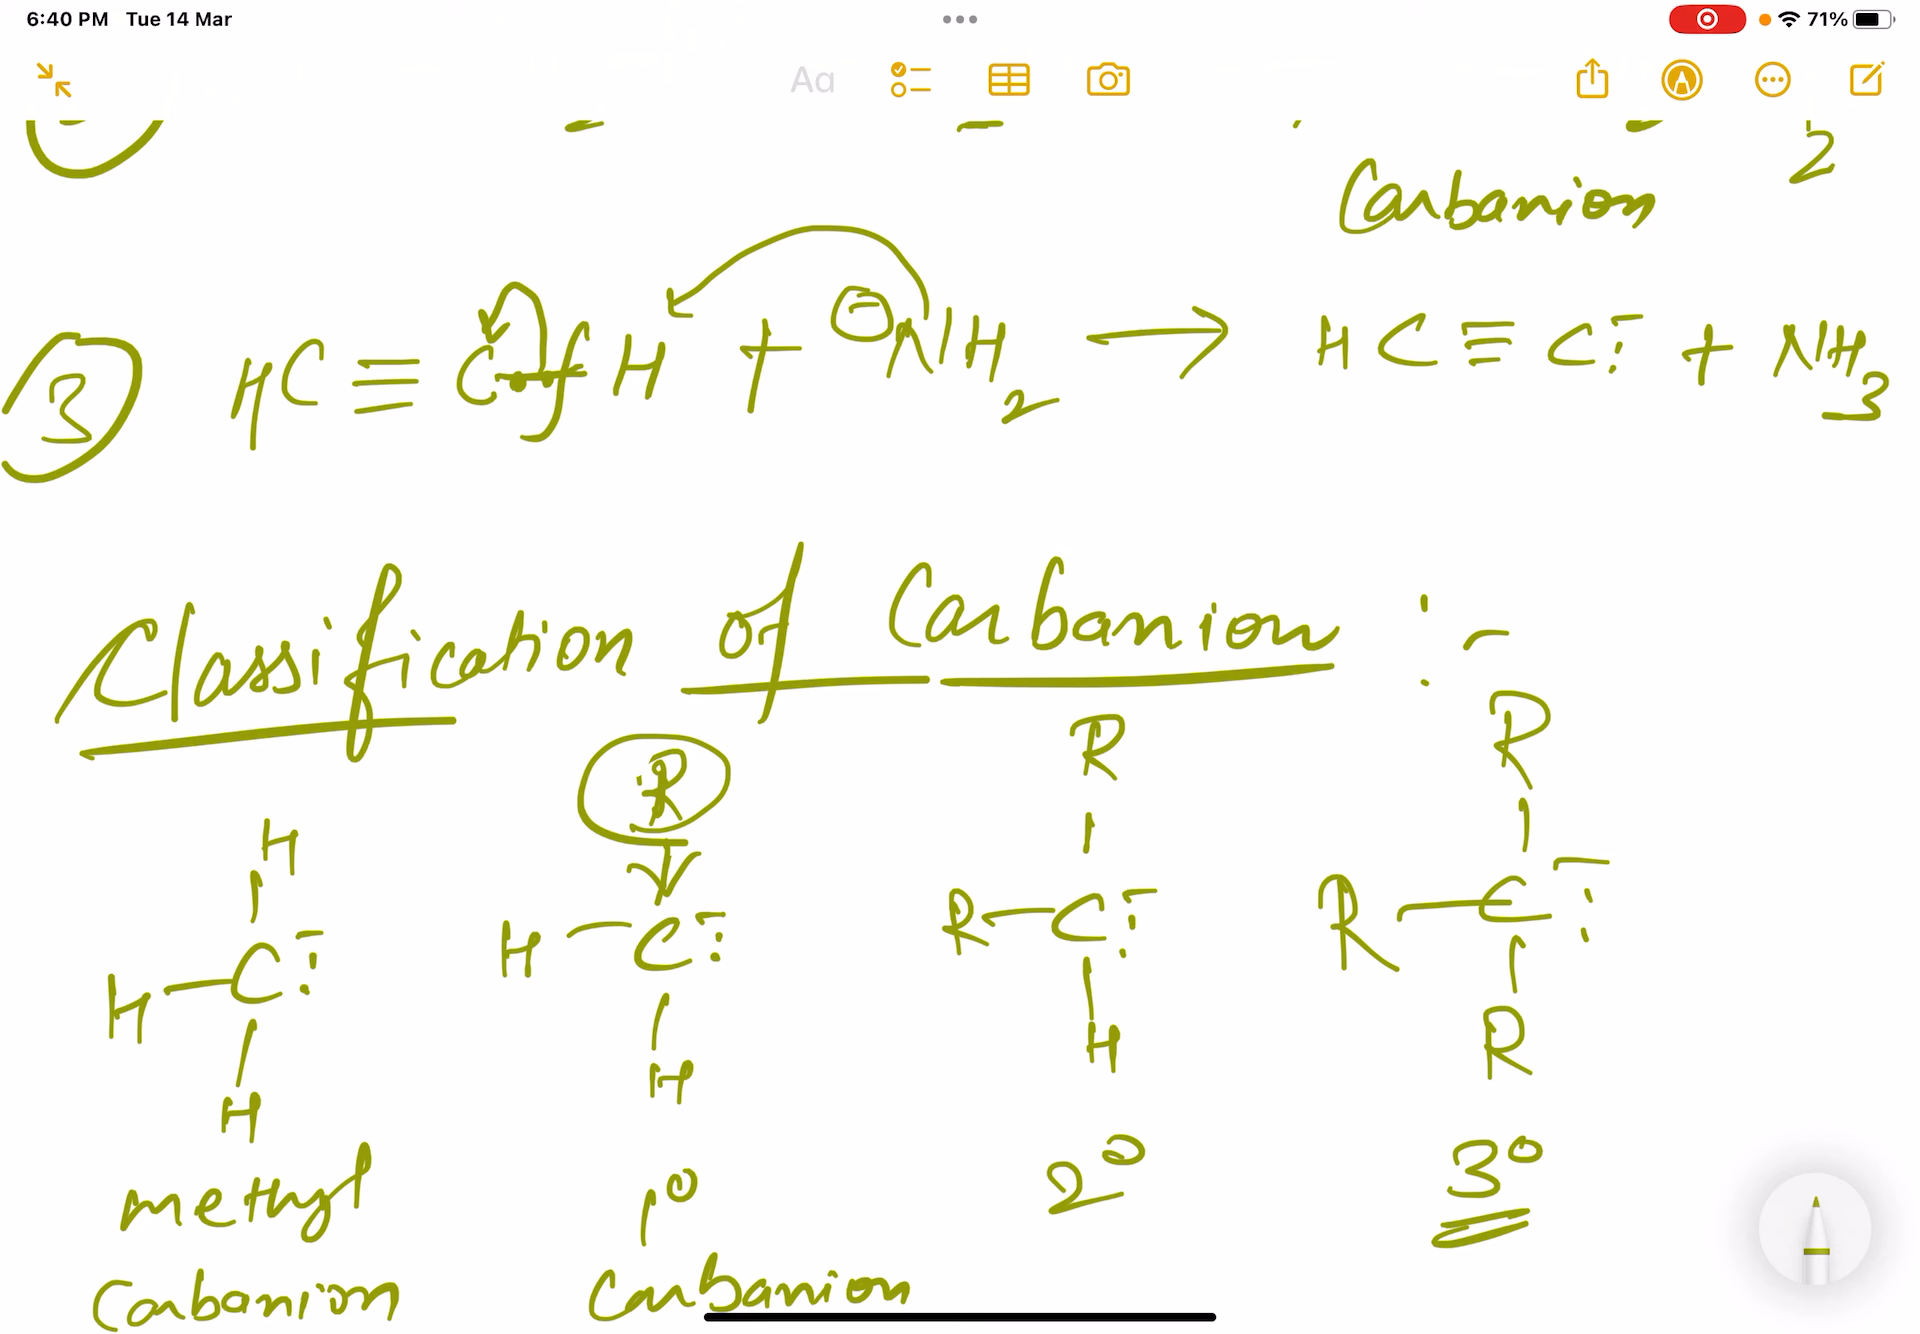 6:40 PM Tue 14 Mar
71%
Aa
2
Carbanion
3 HC ≡ C-H + ⊖NH2 → HC ≡ C:⁻ + NH3
Classification of Carbanion :-
R R R
H
H-C:⁻ H-C:⁻ R-C:⁻ R-C:⁻
H H H R
methyl 1° 2° 3°
Carbanion Carbanion